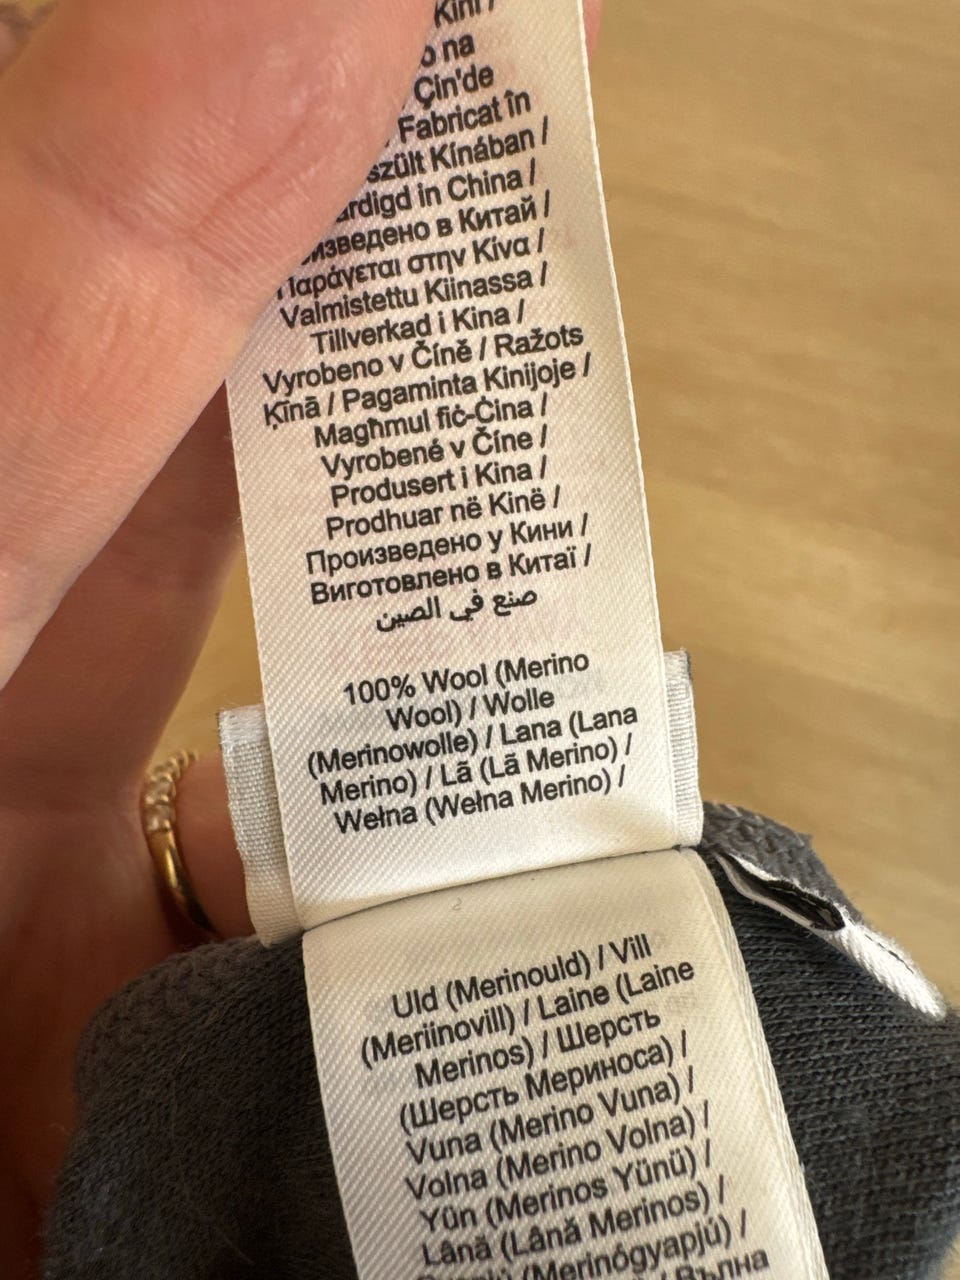 Kini /
na
Çin'de
Fabricat în
Kínában /
in China /
в Китай /
Παράγεται στην Κίνα /
Valmistettu Kiinassa /
Tillverkad i Kina /
Vyrobeno v Číně / Ražots
Ķīnā / Pagaminta Kinijoje /
Magħmul fiċ-Ċina /
Vyrobené v Číne /
Produsert i Kina /
Prodhuar në Kinë /
Произведено у Кини /
Виготовлено в Китаї /
صنع في الصين
100% Wool (Merino
Wool) / Wolle
(Merinowolle) / Lana (Lana
Merino) / Lã (Lã Merino) /
Wełna (Wełna Merino) /
Uld (Merinould) / Vill
(Meriinovill) / Laine (Laine
Merinos) / Шерсть
(Шерсть Мериноса) /
Vuna (Merino Vuna) /
Volna (Merino Volna) /
Yün (Merinos Yünü) /
Lână (Lână Merinos) /
(Merinógyapjú) /
/ Вълна